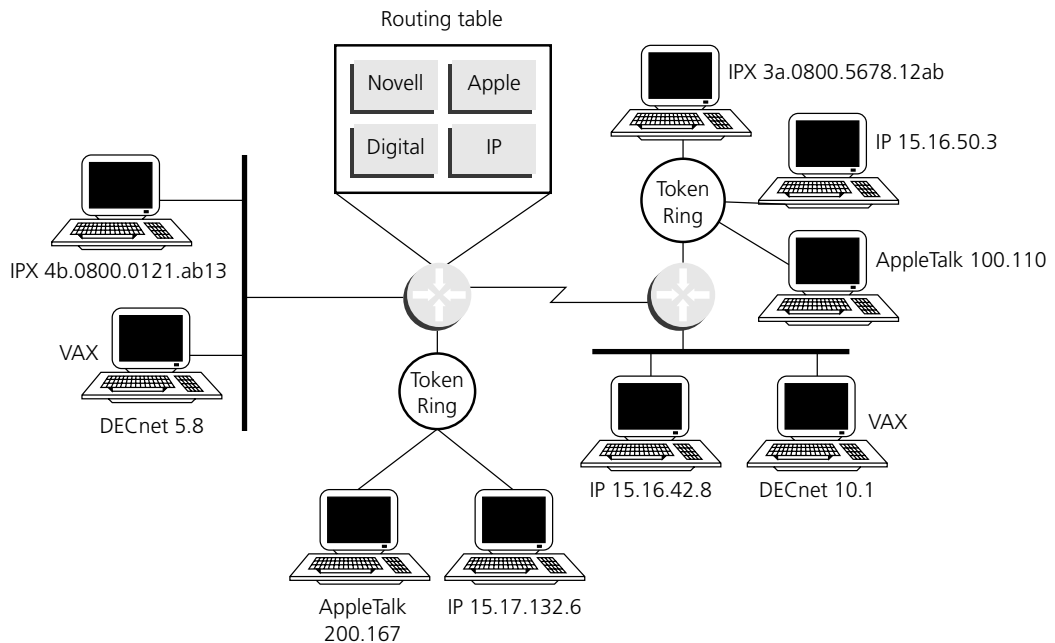 Routing table
Novell
Apple
Digital
IP
IPX 3a.0800.5678.12ab
IP 15.16.50.3
Token
Ring
AppleTalk 100.110
IPX 4b.0800.0121.ab13
VAX
DECnet 5.8
Token
Ring
AppleTalk
200.167
IP 15.17.132.6
IP 15.16.42.8
VAX
DECnet 10.1